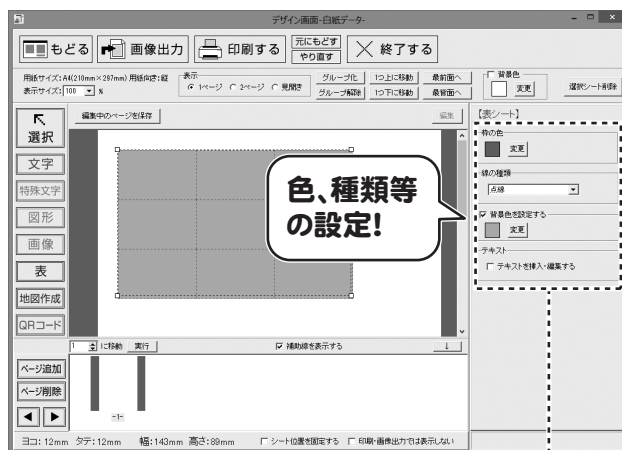 デザイン画面-白紙データ-
もどる 画像出力 印刷する 元にもどす やり直す 終了する
用紙サイズ:A4(210mm×297mm) 用紙向き:縦
表示サイズ: 100 %
表示
1ページ 2ページ 見開き
グループ化 1つ上に移動 最前面へ
グループ解除 1つ下に移動 最背面へ
背景色
変更
選択シート削除
選択
文字
特殊文字
図形
画像
表
地図作成
QRコード
編集中のページを保存
編集
色、種類等
の設定!
【表シート】
枠の色
変更
線の種類
点線
背景色を設定する
変更
テキスト
テキストを挿入・編集する
1 に移動 実行 補助線を表示する ↓
ページ追加
ページ削除
-1-
ヨコ: 12mm タテ: 12mm 幅: 143mm 高さ: 89mm シート位置を固定する 印刷・画像出力では表示しない